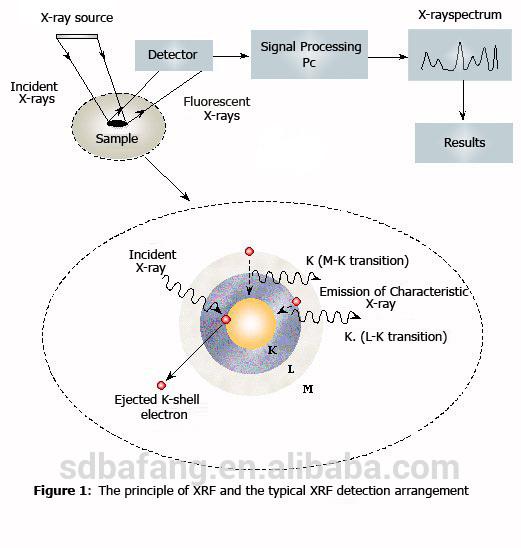 X-ray source
X-rayspectrum
Detector
Signal Processing
Pc
Incident
X-rays
Fluorescent
X-rays
Sample
Results
Incident
X-ray
K (M-K transition)
Emission of Characteristic
X-ray
K. (L-K transition)
K
L
M
Ejected K-shell
electron
sdbafang.en.alibaba.com
Figure 1: The principle of XRF and the typical XRF detection arrangement